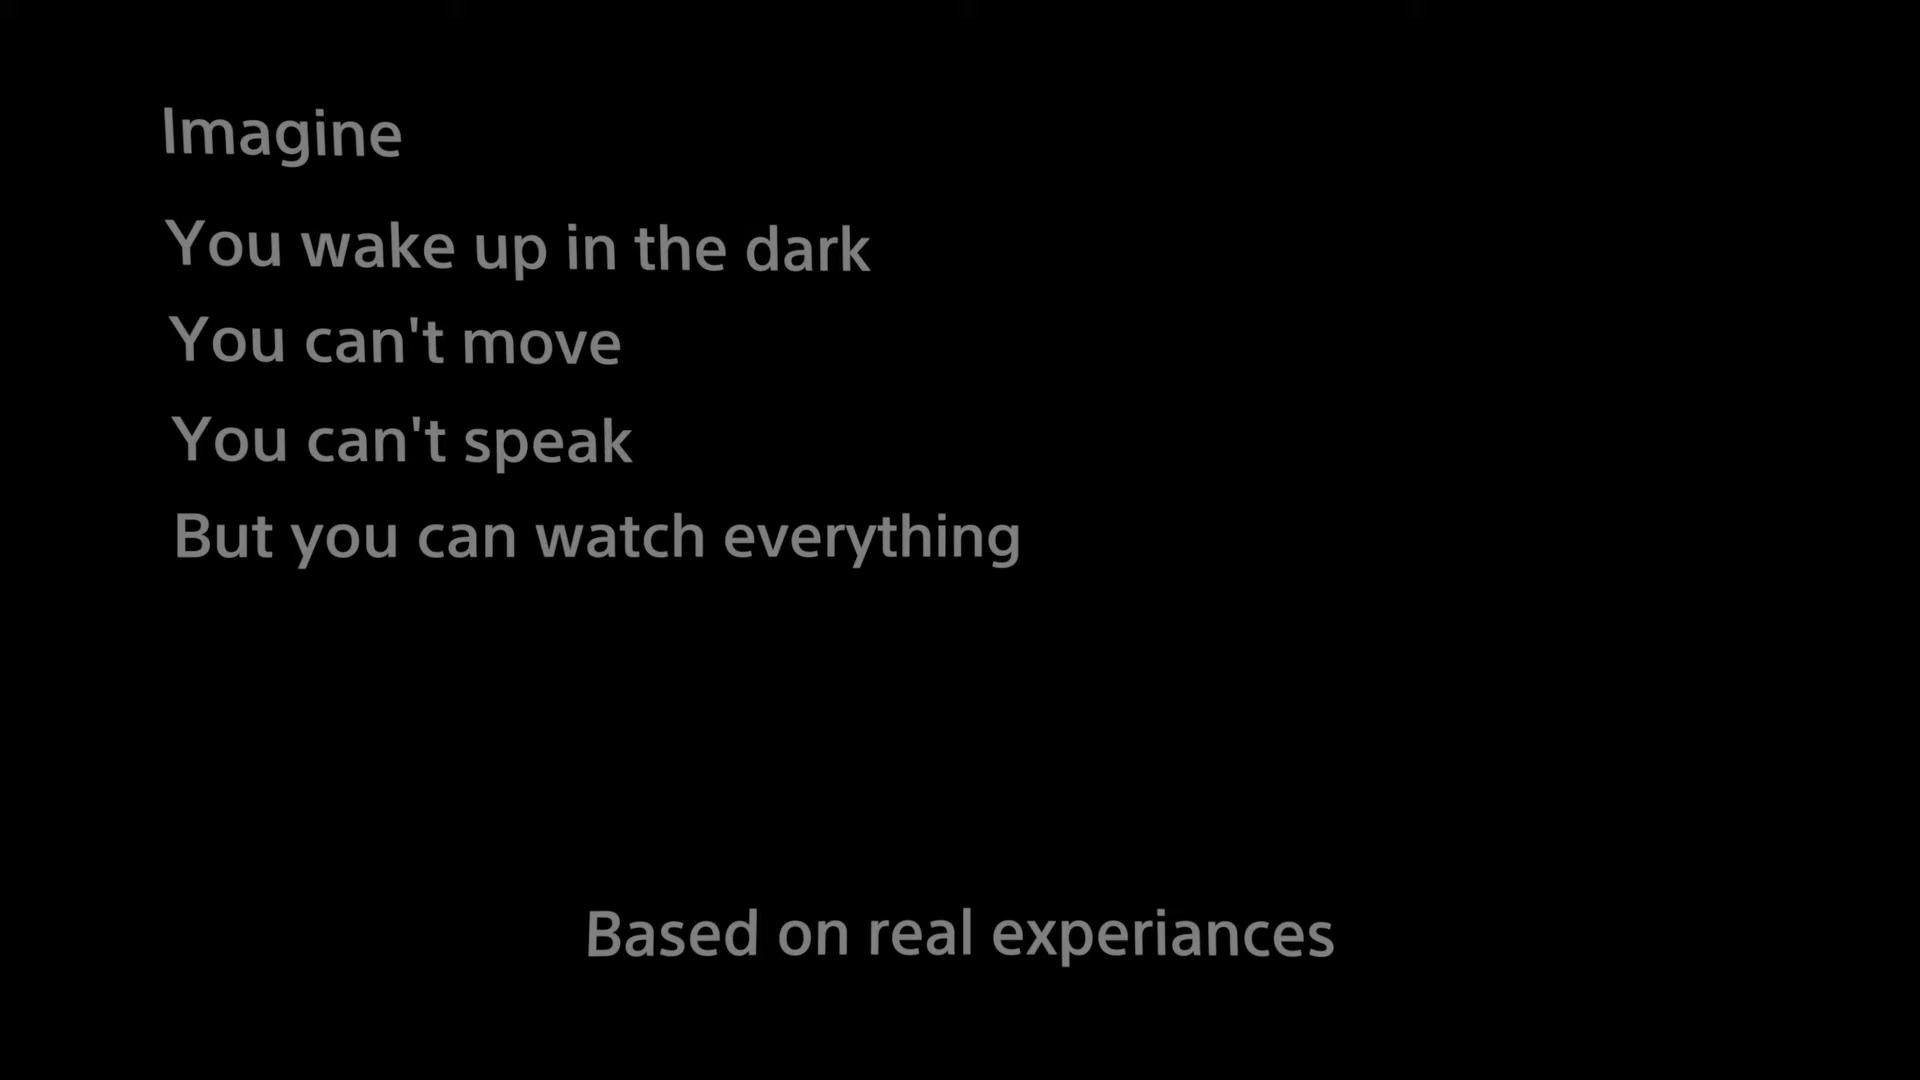 Imagine
You wake up in the dark
You can't move
You can't speak
But you can watch everything
Based on real experiances